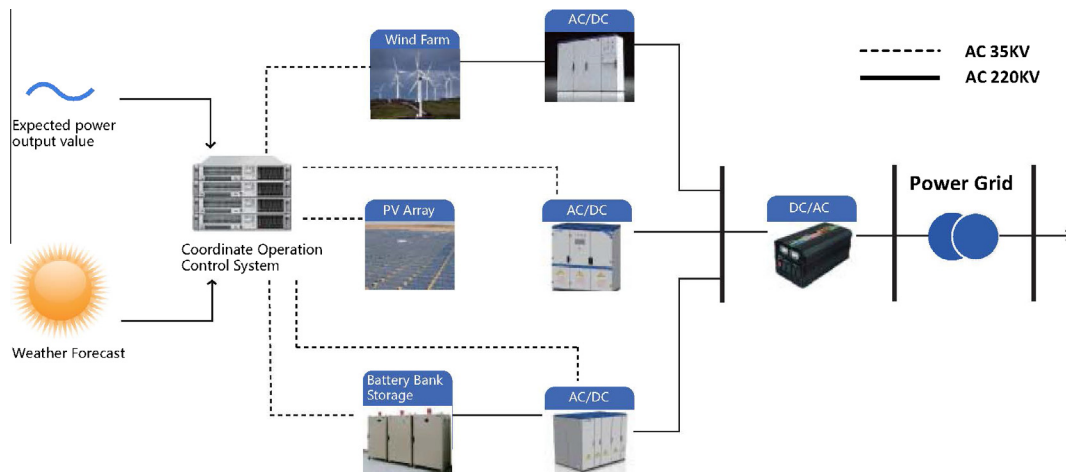 Wind Farm
AC/DC
AC 35KV
AC 220KV
Expected power
output value
PV Array
AC/DC
DC/AC
Power Grid
Coordinate Operation
Control System
Weather Forecast
Battery Bank
Storage
AC/DC